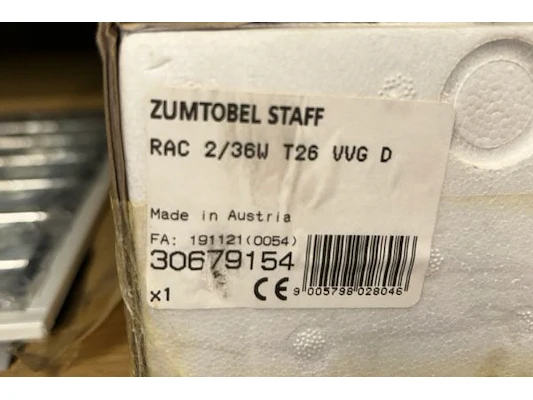 ZUMTOBEL STAFF
RAC 2/36W T26 VVG D
Made in Austria
FA: 191121(0054)
30679154
x1 CE 9 005798 028046